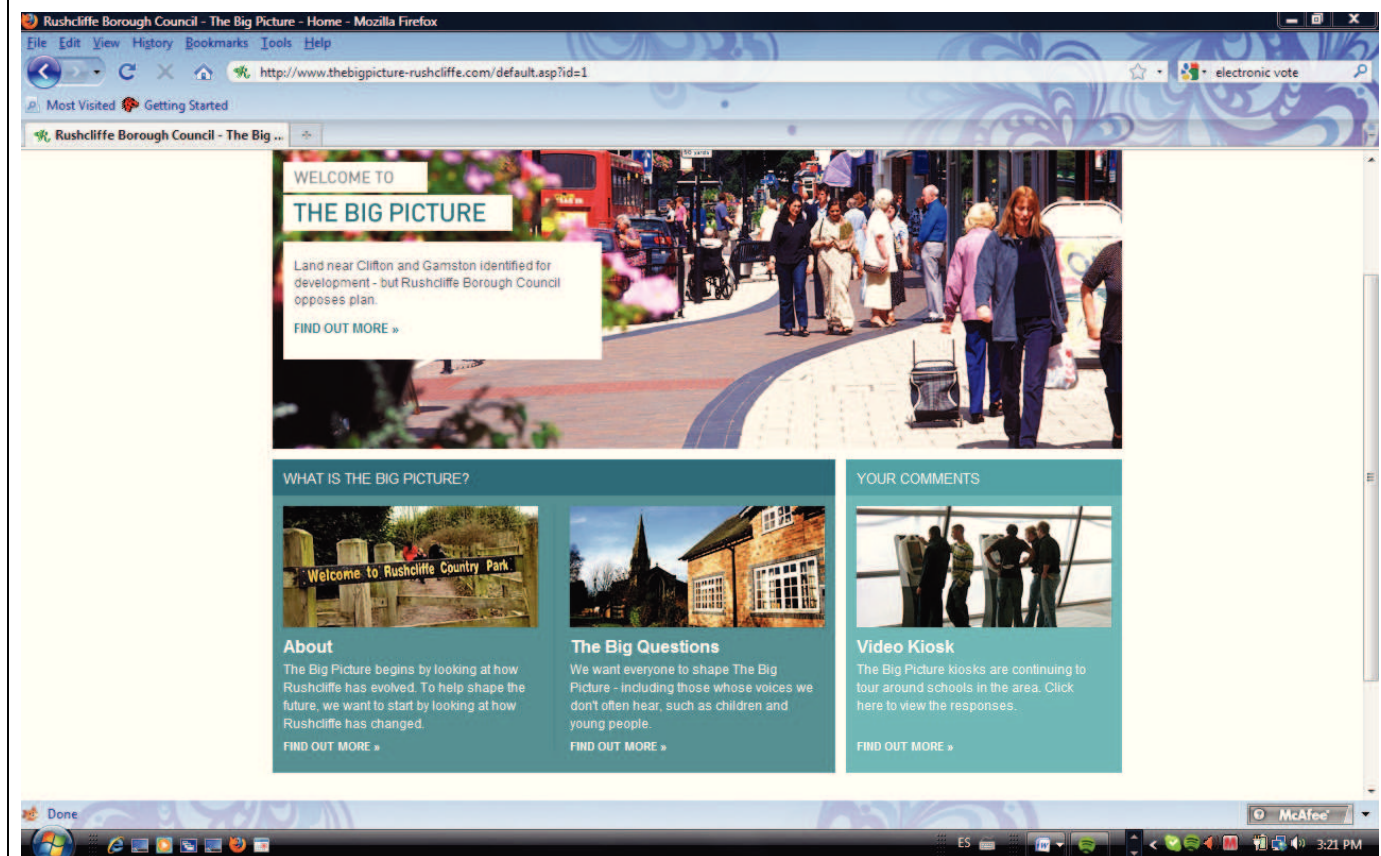 Rushcliffe Borough Council - The Big Picture - Home - Mozilla Firefox
File Edit View History Bookmarks Tools Help
http://www.thebigpicture-rushcliffe.com/default.asp?id=1
electronic vote
Most Visited Getting Started
Rushcliffe Borough Council - The Big ...
WELCOME TO
THE BIG PICTURE
Land near Clifton and Gamston identified for
development - but Rushcliffe Borough Council
opposes plan.
FIND OUT MORE »
WHAT IS THE BIG PICTURE?
Welcome to Rushcliffe Country Park
About
The Big Picture begins by looking at how
Rushcliffe has evolved. To help shape the
future, we want to start by looking at how
Rushcliffe has changed.
FIND OUT MORE »
The Big Questions
We want everyone to shape The Big
Picture - including those whose voices we
don't often hear, such as children and
young people.
FIND OUT MORE »
YOUR COMMENTS
Video Kiosk
The Big Picture kiosks are continuing to
tour around schools in the area. Click
here to view the responses.
FIND OUT MORE »
Done
McAfee
ES
3:21 PM